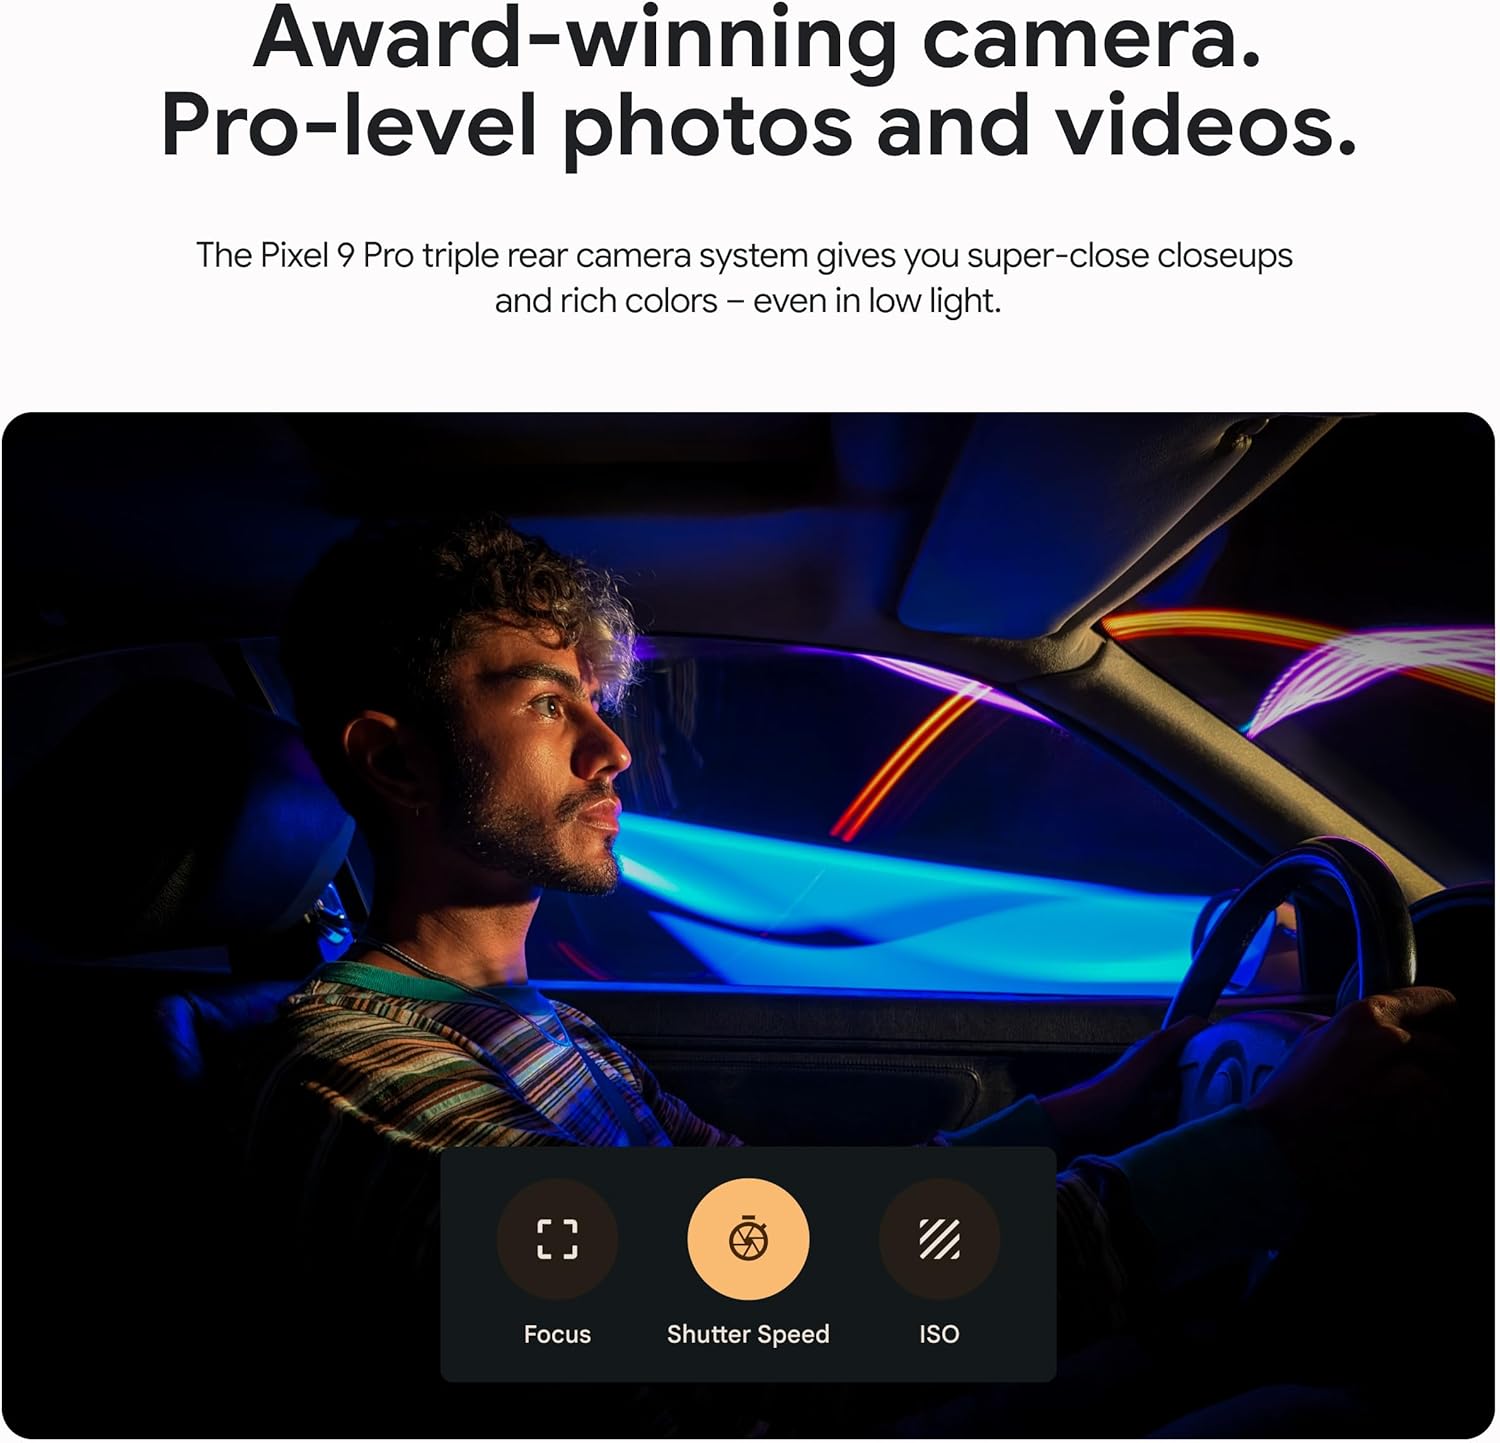 Award-winning camera.
Pro-level photos and videos.
The Pixel 9 Pro triple rear camera system gives you super-close closeups
and rich colors – even in low light.
Focus
Shutter Speed
ISO